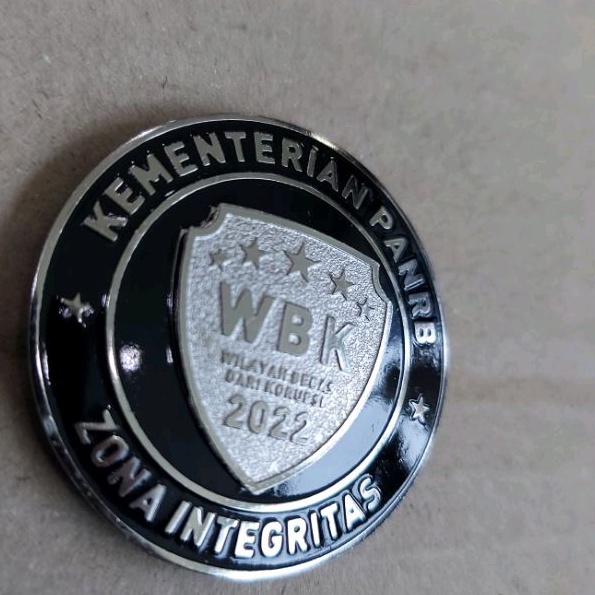 KEMENTERIAN PANRB
WBK
WILAYAH BEBAS
DARI KORUPSI
2022
ZONA INTEGRITAS